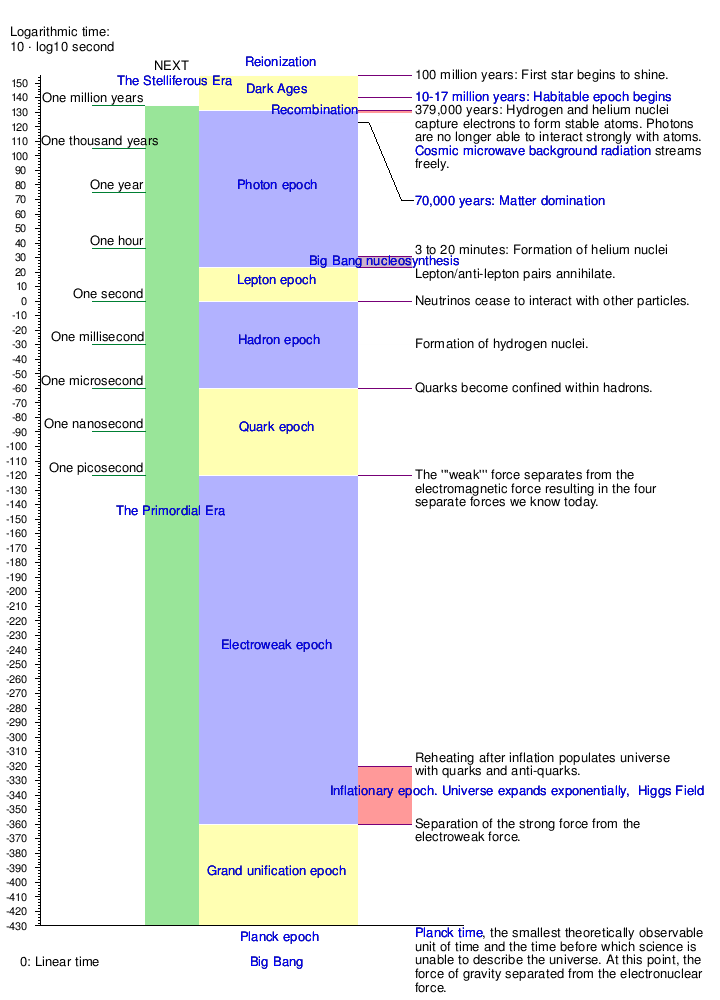 Logarithmic time:
10 · log10 second
NEXT
The Stelliferous Era
Reionization
Dark Ages
Recombination
Photon epoch
Big Bang nucleosynthesis
Lepton epoch
Hadron epoch
Quark epoch
The Primordial Era
Electroweak epoch
Inflationary epoch. Universe expands exponentially, Higgs Field
Grand unification epoch
Planck epoch
Big Bang
0: Linear time
150
140
130
120
110
100
90
80
70
60
50
40
30
20
10
0
-10
-20
-30
-40
-50
-60
-70
-80
-90
-100
-110
-120
-130
-140
-150
-160
-170
-180
-190
-200
-210
-220
-230
-240
-250
-260
-270
-280
-290
-300
-310
-320
-330
-340
-350
-360
-370
-380
-390
-400
-410
-420
-430
One million years
One thousand years
One year
One hour
One second
One millisecond
One microsecond
One nanosecond
One picosecond
100 million years: First star begins to shine.
10-17 million years: Habitable epoch begins
379,000 years: Hydrogen and helium nuclei
capture electrons to form stable atoms. Photons
are no longer able to interact strongly with atoms.
Cosmic microwave background radiation streams
freely.
70,000 years: Matter domination
3 to 20 minutes: Formation of helium nuclei
Lepton/anti-lepton pairs annihilate.
Neutrinos cease to interact with other particles.
Formation of hydrogen nuclei.
Quarks become confined within hadrons.
The '"weak"' force separates from the
electromagnetic force resulting in the four
separate forces we know today.
Reheating after inflation populates universe
with quarks and anti-quarks.
Separation of the strong force from the
electroweak force.
Planck time, the smallest theoretically observable
unit of time and the time before which science is
unable to describe the universe. At this point, the
force of gravity separated from the electronuclear
force.